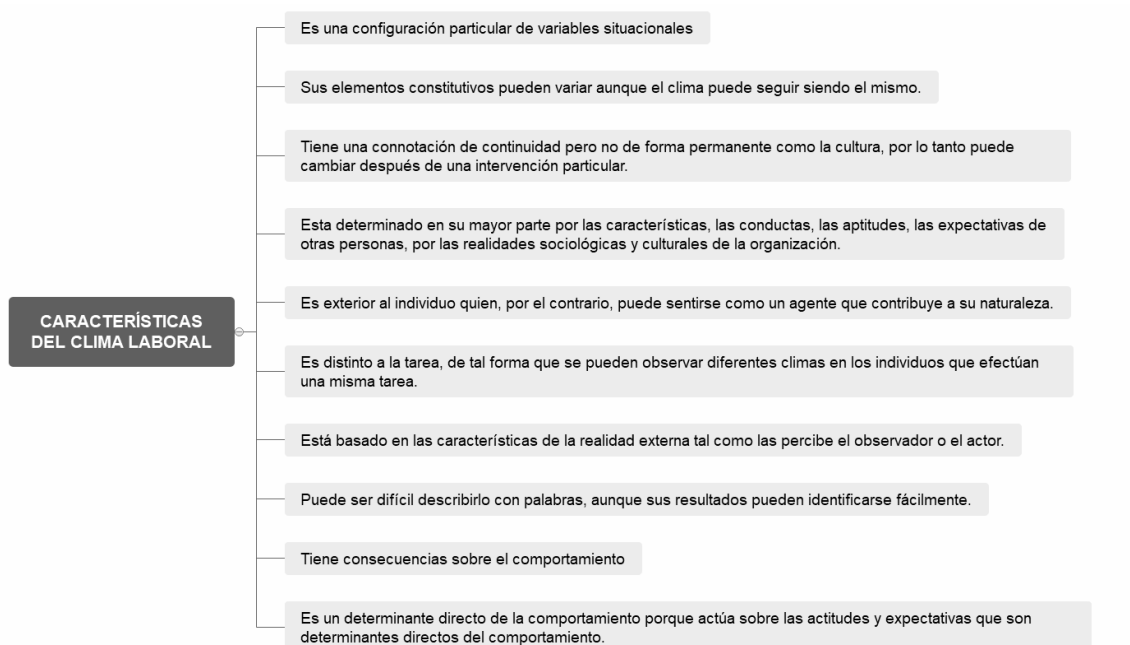 Es una configuración particular de variables situacionales
Sus elementos constitutivos pueden variar aunque el clima puede seguir siendo el mismo.
Tiene una connotación de continuidad pero no de forma permanente como la cultura, por lo tanto puede
cambiar después de una intervención particular.
Esta determinado en su mayor parte por las características, las conductas, las aptitudes, las expectativas de
otras personas, por las realidades sociológicas y culturales de la organización.
Es exterior al individuo quien, por el contrario, puede sentirse como un agente que contribuye a su naturaleza.
CARACTERÍSTICAS
DEL CLIMA LABORAL
Es distinto a la tarea, de tal forma que se pueden observar diferentes climas en los individuos que efectúan
una misma tarea.
Está basado en las características de la realidad externa tal como las percibe el observador o el actor.
Puede ser difícil describirlo con palabras, aunque sus resultados pueden identificarse fácilmente.
Tiene consecuencias sobre el comportamiento
Es un determinante directo de la comportamiento porque actúa sobre las actitudes y expectativas que son
determinantes directos del comportamiento.